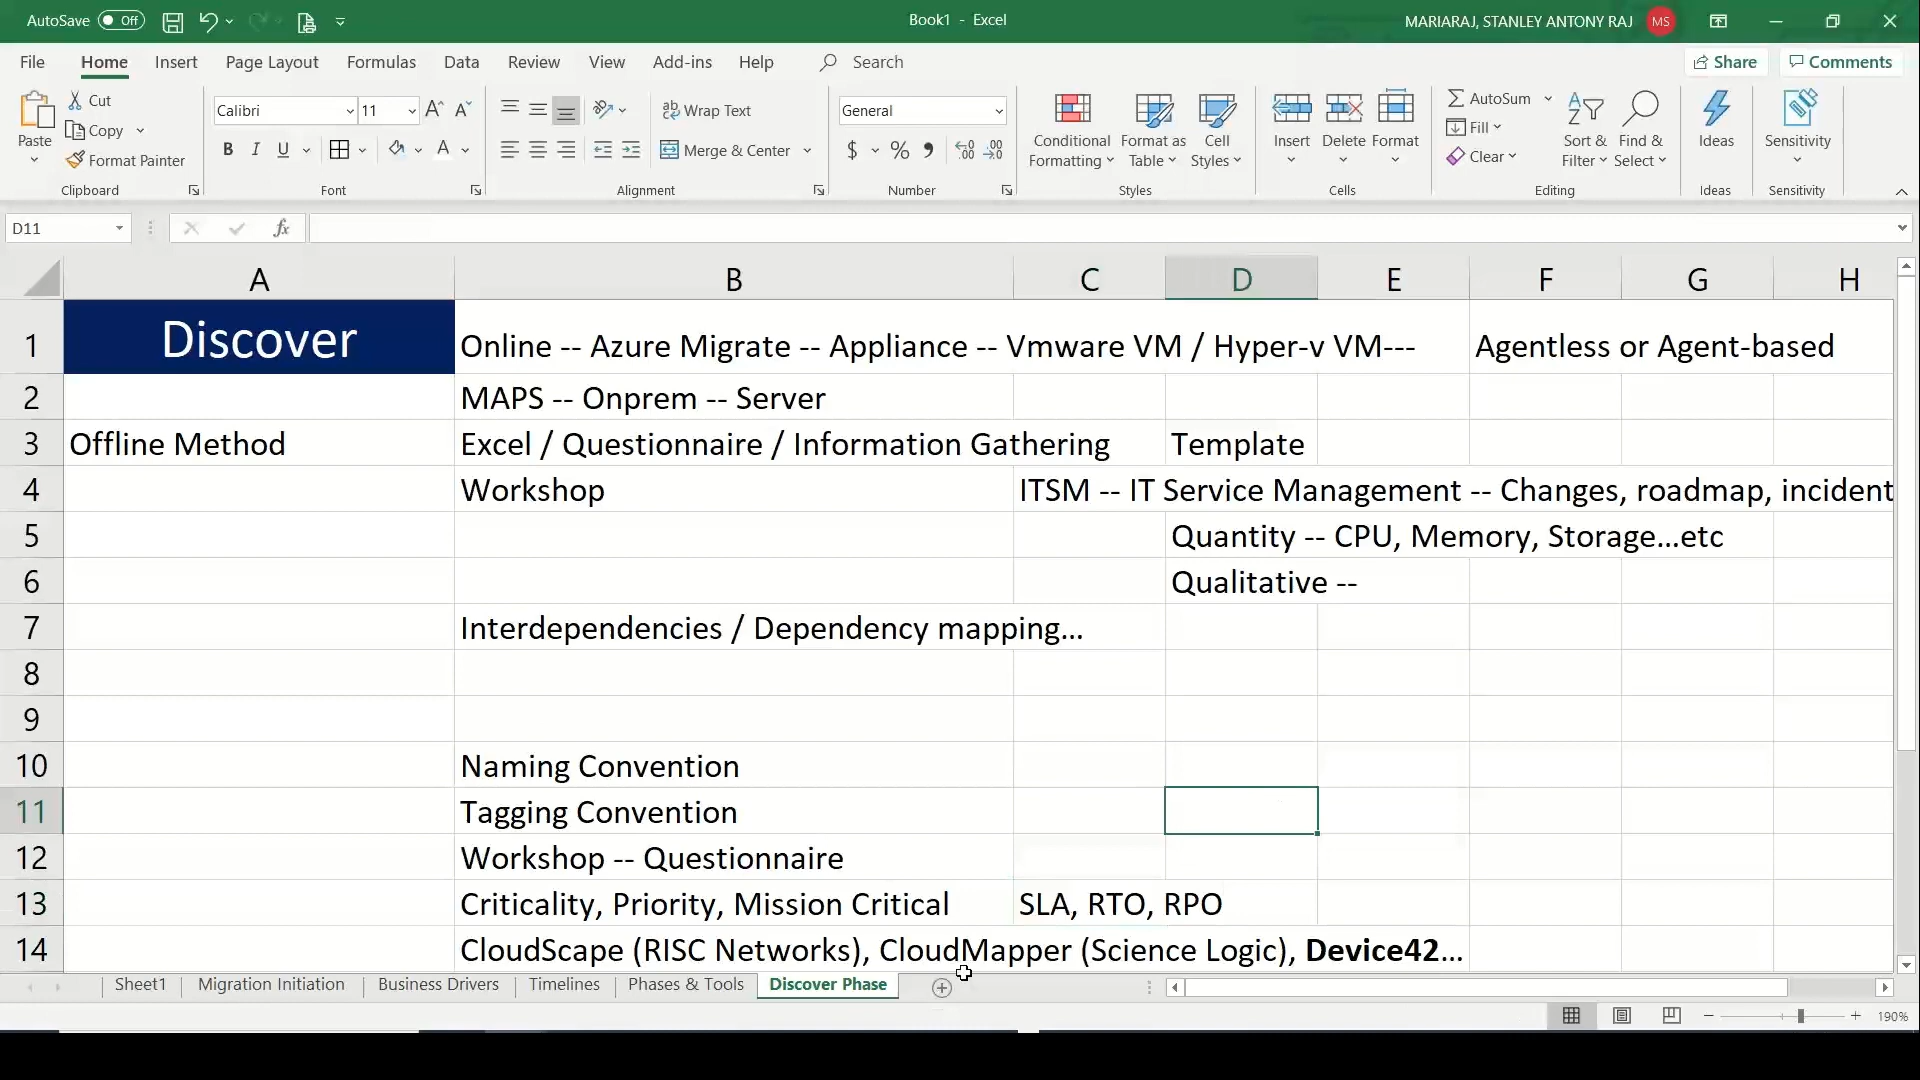 AutoSave Off Book1 - Excel MARIARAJ, STANLEY ANTONY RAJ MS
File Home Insert Page Layout Formulas Data Review View Add-ins Help Search Share Comments
Paste
Cut
Copy
Format Painter
Clipboard
Calibri 11
B I U A
Font
ab Wrap Text
Merge & Center
Alignment
General
$ % 9
Number
Conditional Formatting
Format as Table
Cell Styles
Styles
Insert
Delete
Format
Cells
AutoSum
Fill
Clear
Sort & Filter
Find & Select
Editing
Ideas
Ideas
Sensitivity
Sensitivity
D11 fx
A B C D E F G H
1 Discover Online -- Azure Migrate -- Appliance -- Vmware VM / Hyper-v VM--- Agentless or Agent-based
2 MAPS -- Onprem -- Server
3 Offline Method Excel / Questionnaire / Information Gathering Template
4 Workshop ITSM -- IT Service Management -- Changes, roadmap, incident
5 Quantity -- CPU, Memory, Storage...etc
6 Qualitative --
7 Interdependencies / Dependency mapping...
8
9
10 Naming Convention
11 Tagging Convention
12 Workshop -- Questionnaire
13 Criticality, Priority, Mission Critical SLA, RTO, RPO
14 CloudScape (RISC Networks), CloudMapper (Science Logic), Device42...
Sheet1 Migration Initiation Business Drivers Timelines Phases & Tools Discover Phase
190%